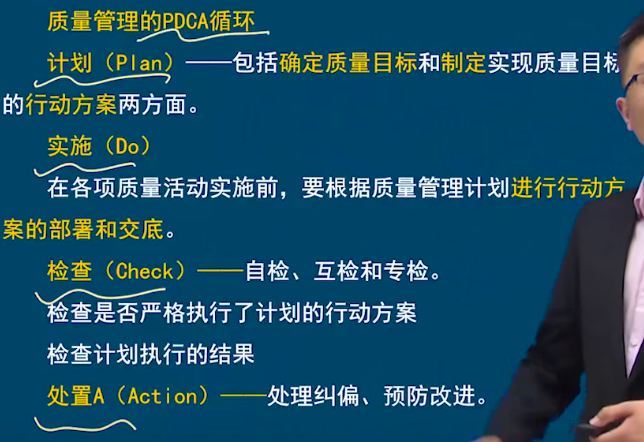 质量管理的PDCA循环
计划（Plan）——包括确定质量目标和制定实现质量目标
的行动方案两方面。
实施（Do）
在各项质量活动实施前，要根据质量管理计划进行行动方
案的部署和交底。
检查（Check）——自检、互检和专检。
检查是否严格执行了计划的行动方案
检查计划执行的结果
处置A（Action）——处理纠偏、预防改进。